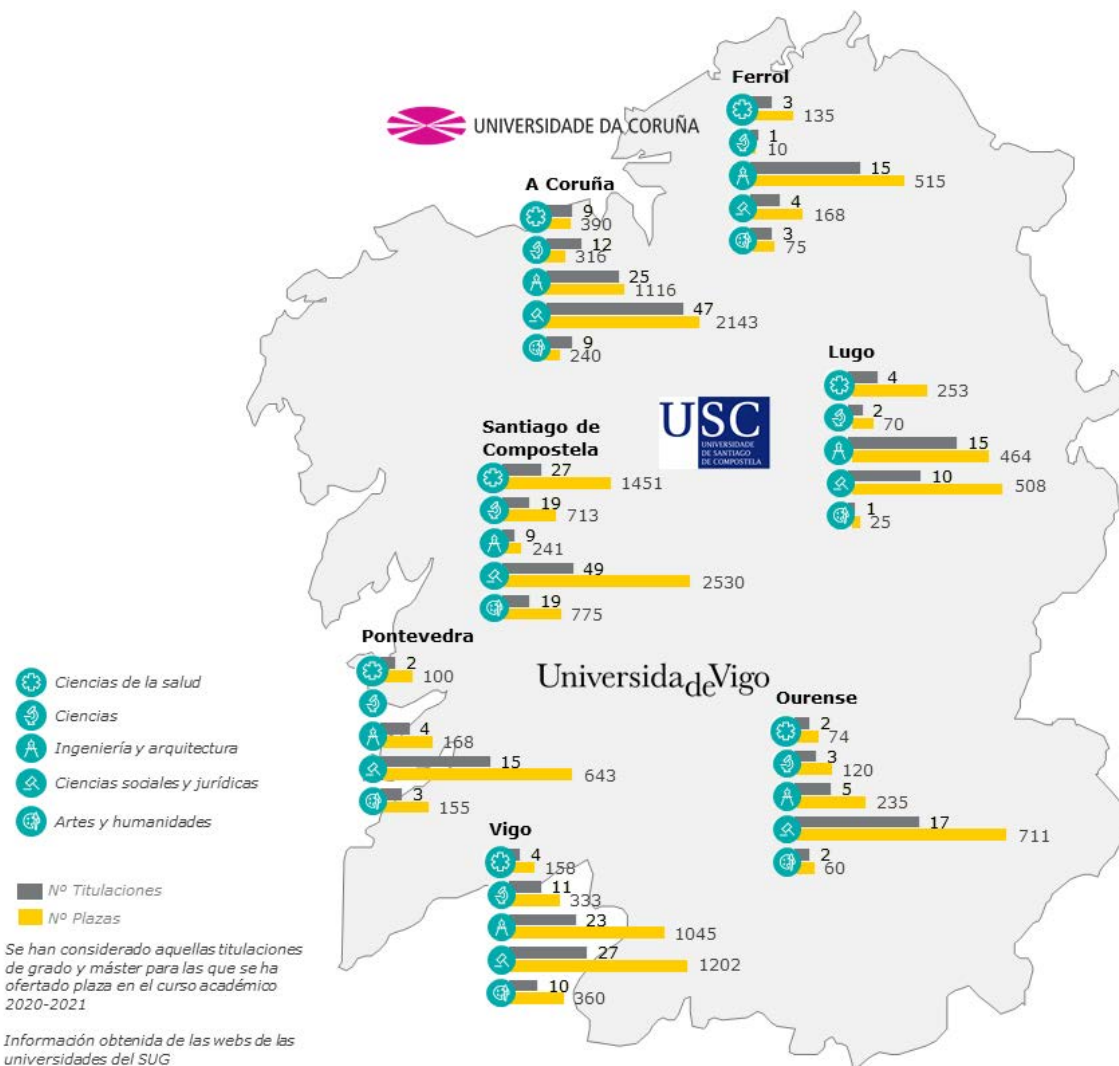 Ferrol
3
135
1
10
15
515
4
168
3
75
UNIVERSIDADE DA CORUÑA
A Coruña
9
390
12
316
25
1116
47
2143
9
240
Lugo
4
253
2
70
15
464
10
508
1
25
USC
UNIVERSIDADE
DE SANTIAGO
DE COMPOSTELA
Santiago de
Compostela
27
1451
19
713
9
241
49
2530
19
775
Pontevedra
2
100
4
168
15
643
3
155
UniversidadeVigo
Ourense
2
74
3
120
5
235
17
711
2
60
Vigo
4
158
11
333
23
1045
27
1202
10
360
Ciencias de la salud
Ciencias
Ingeniería y arquitectura
Ciencias sociales y jurídicas
Artes y humanidades
Nº Titulaciones
Nº Plazas
Se han considerado aquellas titulaciones
de grado y máster para las que se ha
ofertado plaza en el curso académico
2020-2021
Información obtenida de las webs de las
universidades del SUG